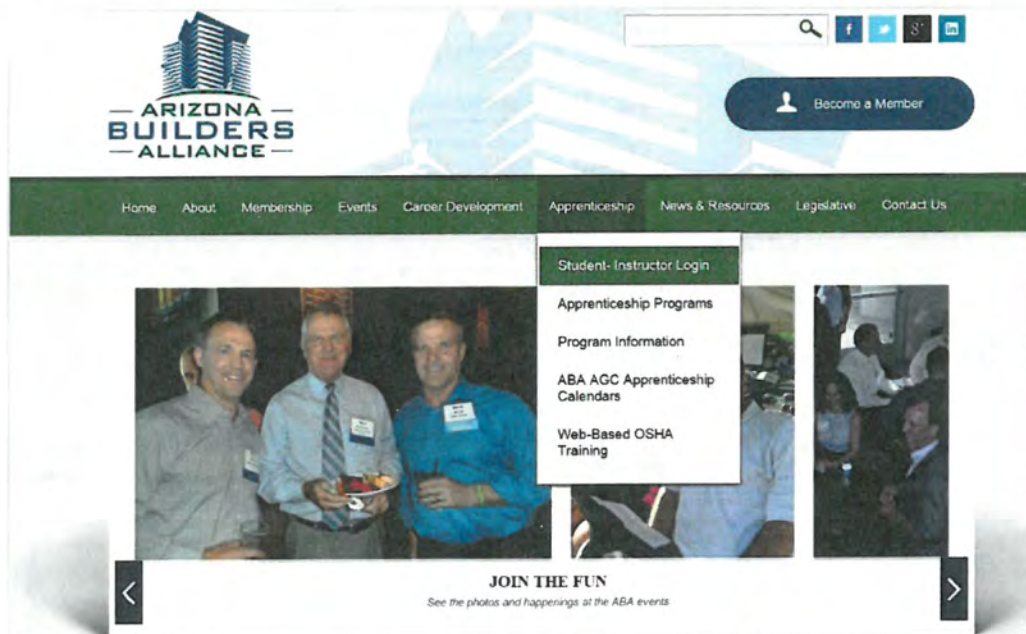 ARIZONA
BUILDERS
ALLIANCE
Become a Member
Home About Membership Events Career Development Apprenticeship News & Resources Legislative Contact Us
Student- Instructor Login
Apprenticeship Programs
Program Information
ABA AGC Apprenticeship
Calendars
Web-Based OSHA
Training
JOIN THE FUN
See the photos and happenings at the ABA events